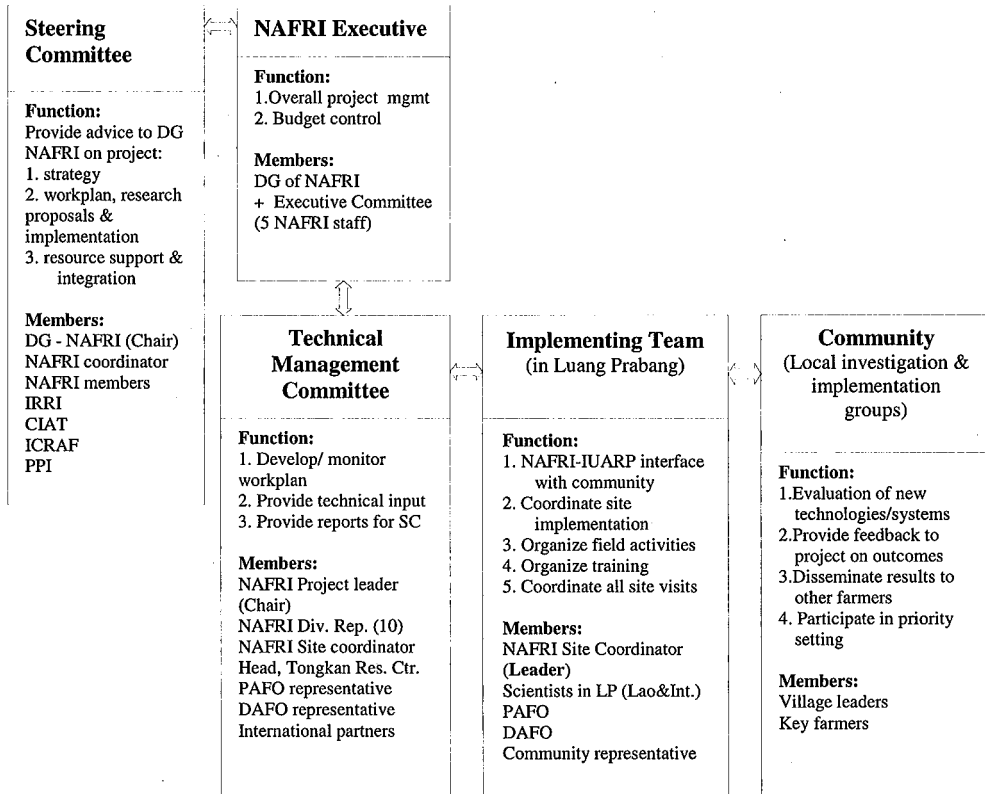 Steering
Committee
Function:
Provide advice to DG
NAFRI on project:
1. strategy
2. workplan, research
proposals &
implementation
3. resource support &
integration
Members:
DG - NAFRI (Chair)
NAFRI coordinator
NAFRI members
IRRI
CIAT
ICRAF
PPI
NAFRI Executive
Function:
1.Overall project mgmt
2. Budget control
Members:
DG of NAFRI
+ Executive Committee
(5 NAFRI staff)
Technical
Management
Committee
Function:
1. Develop/ monitor
workplan
2. Provide technical input
3. Provide reports for SC
Members:
NAFRI Project leader
(Chair)
NAFRI Div. Rep. (10)
NAFRI Site coordinator
Head, Tongkan Res. Ctr.
PAFO representative
DAFO representative
International partners
Implementing Team
(in Luang Prabang)
Function:
1. NAFRI-IUARP interface
with community
2. Coordinate site
implementation
3. Organize field activities
4. Organize training
5. Coordinate all site visits
Members:
NAFRI Site Coordinator
(Leader)
Scientists in LP (Lao&Int.)
PAFO
DAFO
Community representative
Community
(Local investigation &
implementation
groups)
Function:
1.Evaluation of new
technologies/systems
2.Provide feedback to
project on outcomes
3.Disseminate results to
other farmers
4. Participate in priority
setting
Members:
Village leaders
Key farmers